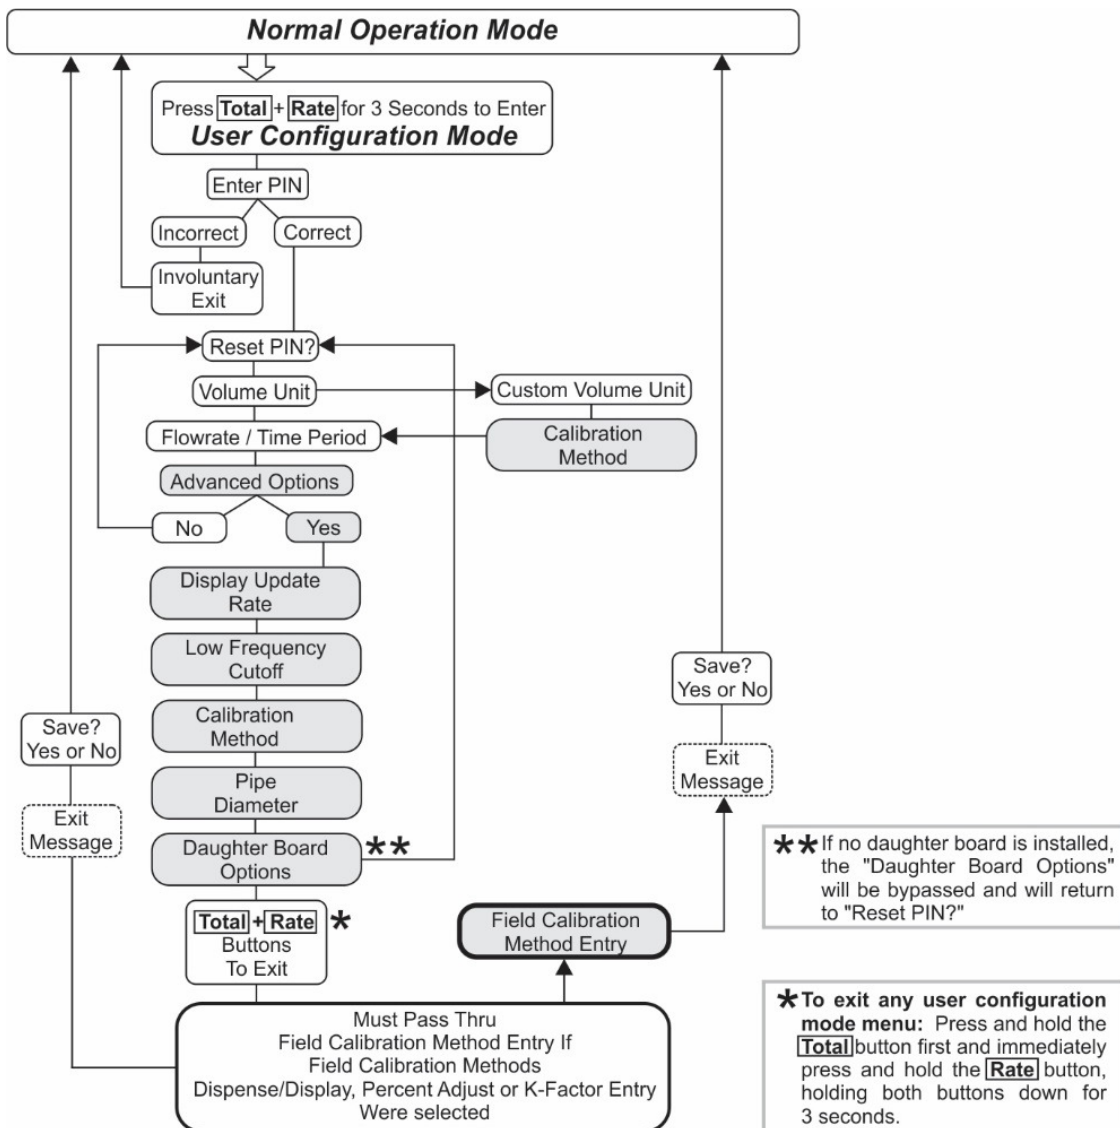 Normal Operation Mode
Press Total + Rate for 3 Seconds to Enter
User Configuration Mode
Enter PIN
Incorrect
Correct
Involuntary
Exit
Reset PIN?
Volume Unit
Custom Volume Unit
Flowrate / Time Period
Calibration
Method
Advanced Options
No
Yes
Display Update
Rate
Low Frequency
Cutoff
Calibration
Method
Pipe
Diameter
Daughter Board
Options
**
Total + Rate *
Buttons
To Exit
Must Pass Thru
Field Calibration Method Entry If
Field Calibration Methods
Dispense/Display, Percent Adjust or K-Factor Entry
Were selected
Save?
Yes or No
Exit
Message
Field Calibration
Method Entry
Save?
Yes or No
Exit
Message
** If no daughter board is installed,
the "Daughter Board Options"
will be bypassed and will return
to "Reset PIN?"
* To exit any user configuration
mode menu: Press and hold the
Total button first and immediately
press and hold the Rate button,
holding both buttons down for
3 seconds.